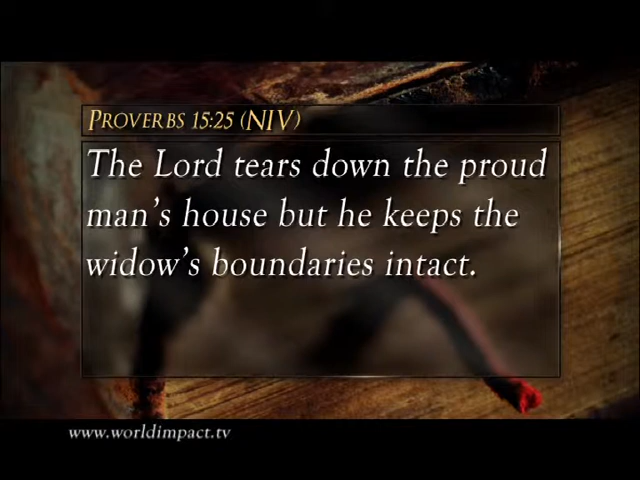 PROVERBS 15:25 (NIV)
The Lord tears down the proud
man's house but he keeps the
widow's boundaries intact.
www.worldimpact.tv